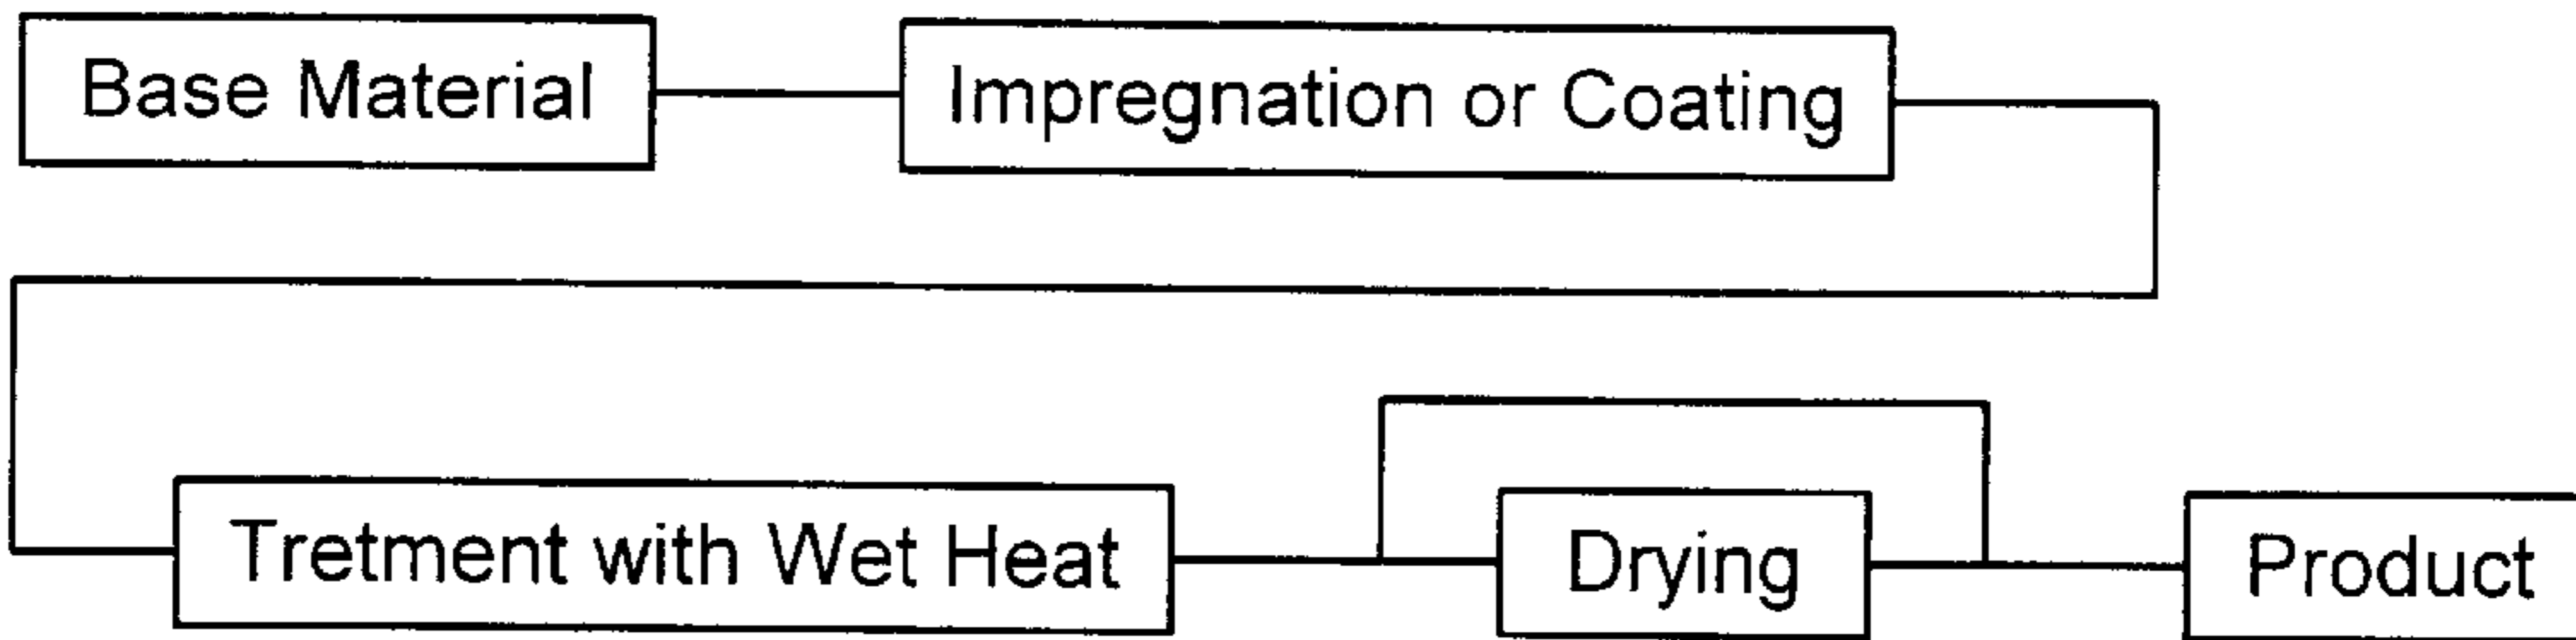 Base Material
Impregnation or Coating
Tretment with Wet Heat
Drying
Product